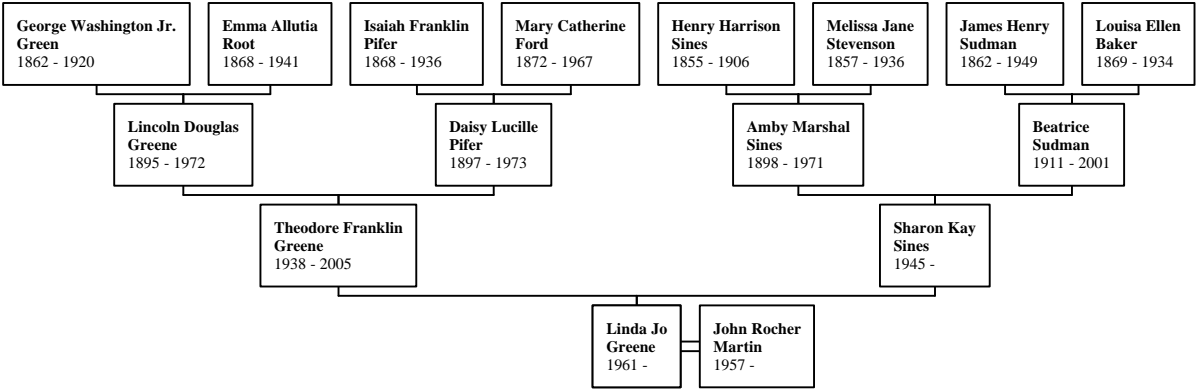 George Washington Jr.
Green
1862 - 1920
Emma Allutia
Root
1868 - 1941
Isaiah Franklin
Pifer
1868 - 1936
Mary Catherine
Ford
1872 - 1967
Henry Harrison
Sines
1855 - 1906
Melissa Jane
Stevenson
1857 - 1936
James Henry
Sudman
1862 - 1949
Louisa Ellen
Baker
1869 - 1934
Lincoln Douglas
Greene
1895 - 1972
Daisy Lucille
Pifer
1897 - 1973
Amby Marshal
Sines
1898 - 1971
Beatrice
Sudman
1911 - 2001
Theodore Franklin
Greene
1938 - 2005
Sharon Kay
Sines
1945 -
Linda Jo
Greene
1961 -
John Rocher
Martin
1957 -